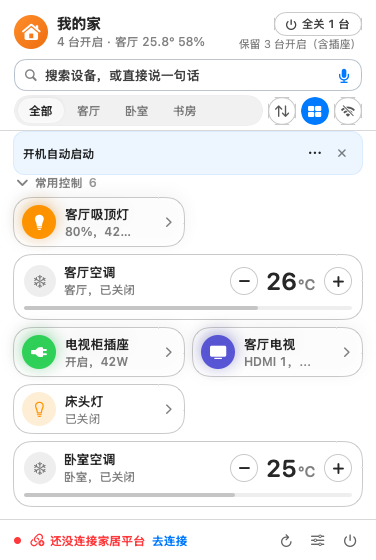 我的家
4 台开启 · 客厅 25.8° 58%
全关 1 台
保留 3 台开启（含插座）
搜索设备，或直接说一句话
全部 客厅 卧室 书房
开机自动启动
常用控制 6
客厅吸顶灯
80%，42...
客厅空调
客厅，已关闭
26°C
电视柜插座
开启，42W
客厅电视
HDMI 1，...
床头灯
已关闭
卧室空调
卧室，已关闭
25°C
还没连接家居平台 去连接